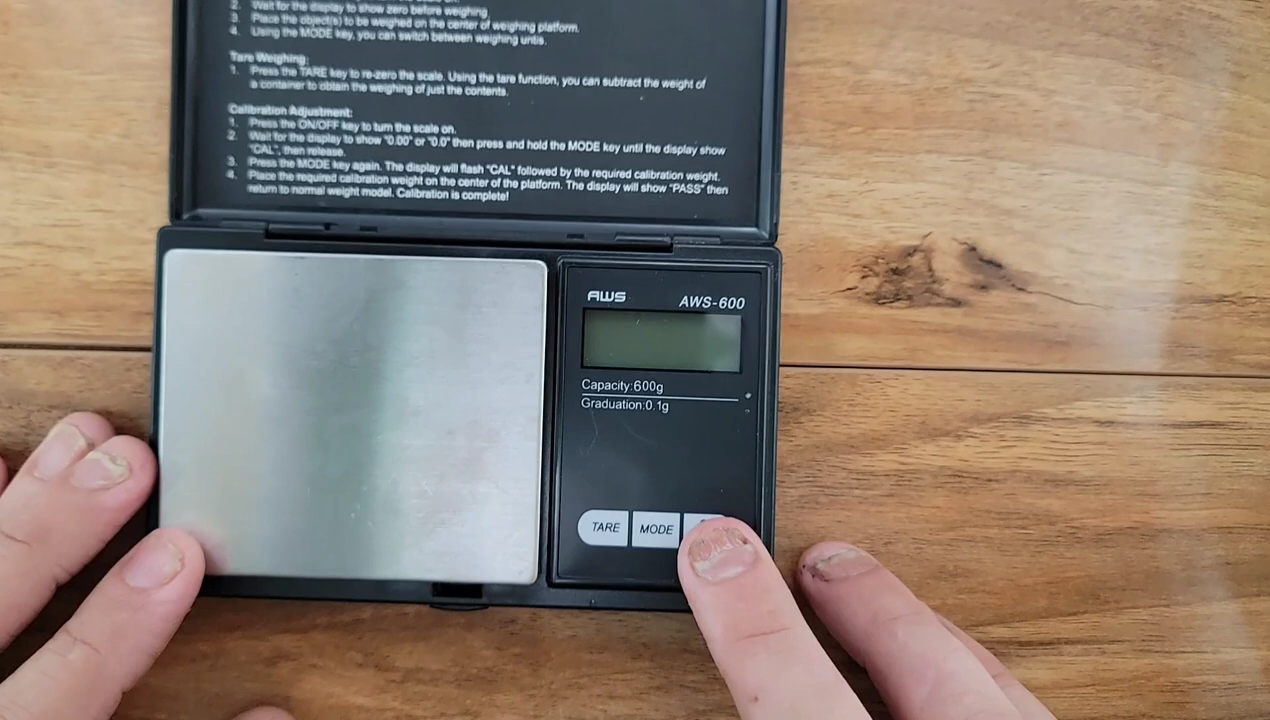 2. Wait for the display to show zero before weighing.
3. Place the object(s) to be weighed on the center of weighing platform.
4. Using the MODE key, you can switch between weighing untis.
Tare Weighing:
1. Press the TARE key to re-zero the scale. Using the tare function, you can subtract the weight of
a container to obtain the weighing of just the contents.
Calibration Adjustment:
1. Press the ON/OFF key to turn the scale on.
2. Wait for the display to show "0.00" or "0.0" then press and hold the MODE key until the display show
"CAL", then release.
3. Press the MODE key again. The display will flash "CAL" followed by the required calibration weight.
4. Place the required calibration weight on the center of the platform. The display will show "PASS" then
return to normal weight model. Calibration is complete!
AWS AWS-600
Capacity:600g
Graduation:0.1g
TARE MODE